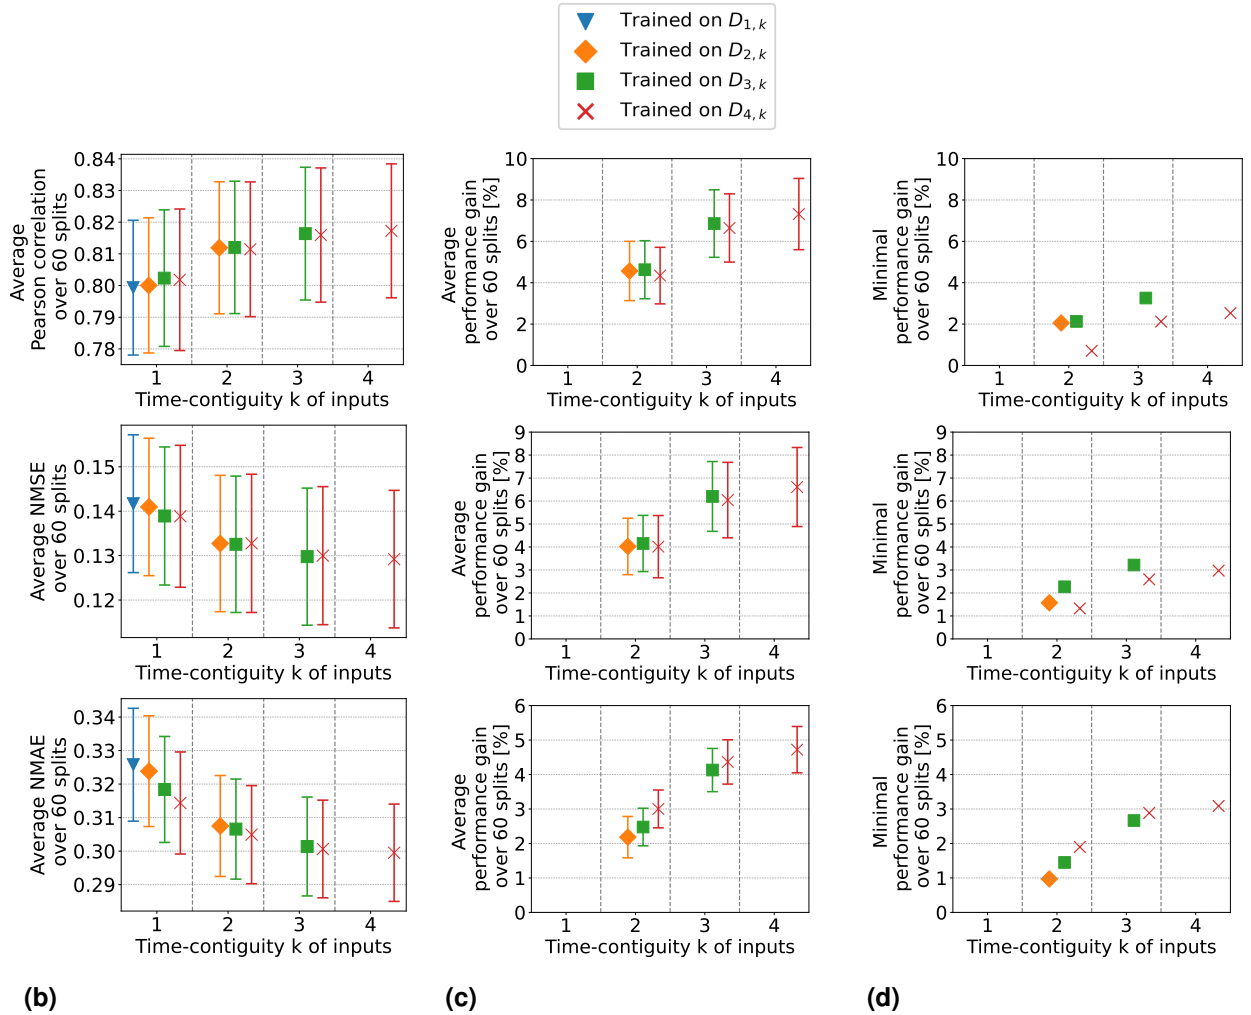 Trained on D1, k
Trained on D2, k
Trained on D3, k
Trained on D4, k
Average
Pearson correlation
over 60 splits
0.84
0.83
0.82
0.81
0.80
0.79
0.78
1 2 3 4
Time-contiguity k of inputs
Average
performance gain
over 60 splits [%]
10
8
6
4
2
0
1 2 3 4
Time-contiguity k of inputs
Minimal
performance gain
over 60 splits [%]
10
8
6
4
2
0
1 2 3 4
Time-contiguity k of inputs
Average NMSE
over 60 splits
0.15
0.14
0.13
0.12
1 2 3 4
Time-contiguity k of inputs
Average
performance gain
over 60 splits [%]
9
8
7
6
5
4
3
2
1
0
1 2 3 4
Time-contiguity k of inputs
Minimal
performance gain
over 60 splits [%]
9
8
7
6
5
4
3
2
1
0
1 2 3 4
Time-contiguity k of inputs
Average NMAE
over 60 splits
0.34
0.33
0.32
0.31
0.30
0.29
1 2 3 4
Time-contiguity k of inputs
Average
performance gain
over 60 splits [%]
6
5
4
3
2
1
0
1 2 3 4
Time-contiguity k of inputs
Minimal
performance gain
over 60 splits [%]
6
5
4
3
2
1
0
1 2 3 4
Time-contiguity k of inputs
(b) (c) (d)